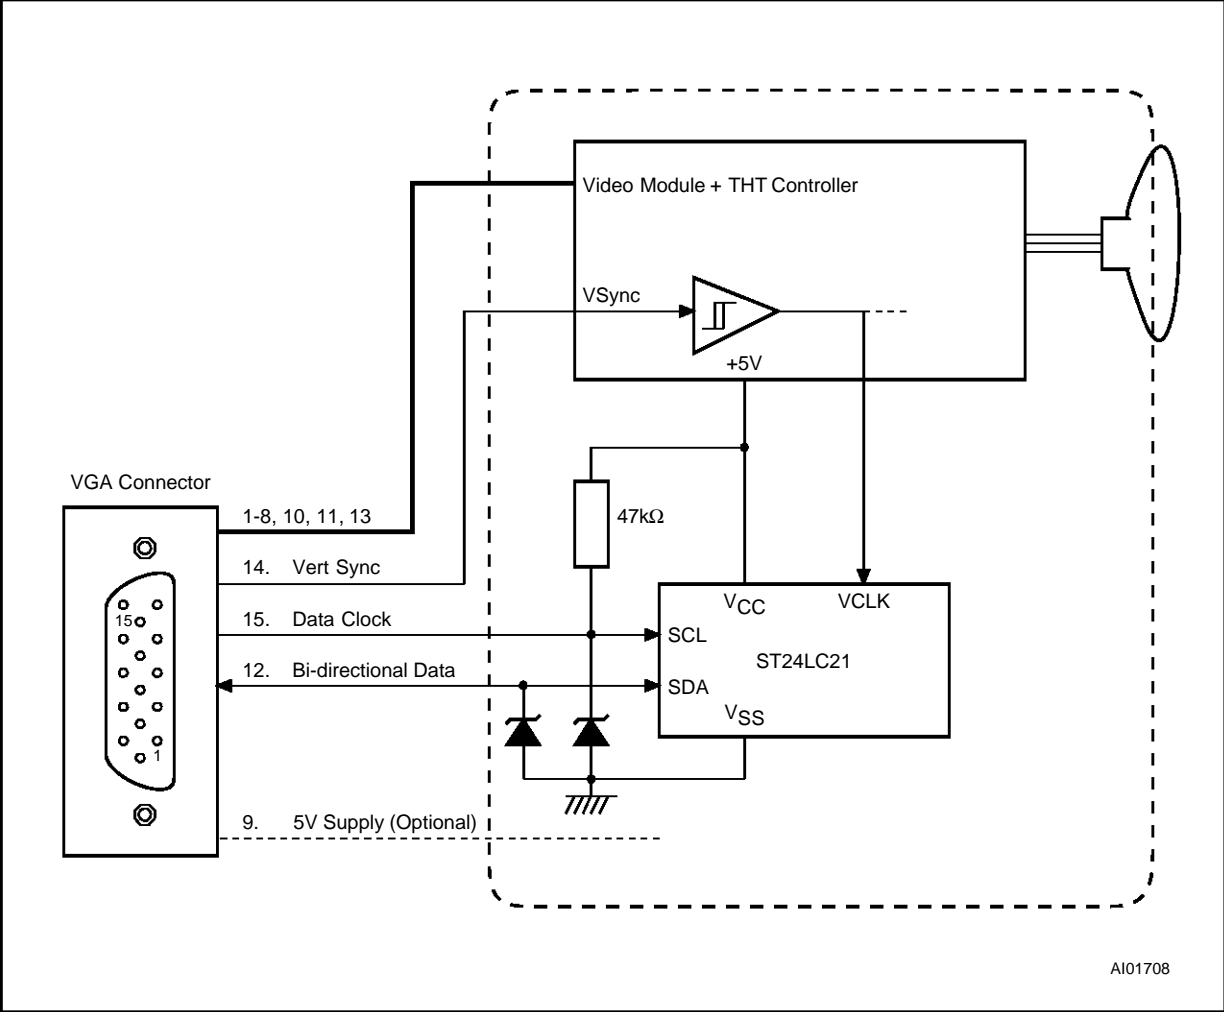 Video Module + THT Controller
VSync
+5V
VGA Connector
1-8, 10, 11, 13
47kΩ
14. Vert Sync
VCC
VCLK
15. Data Clock
SCL
ST24LC21
12. Bi-directional Data
SDA
VSS
15
1
9. 5V Supply (Optional)
AI01708